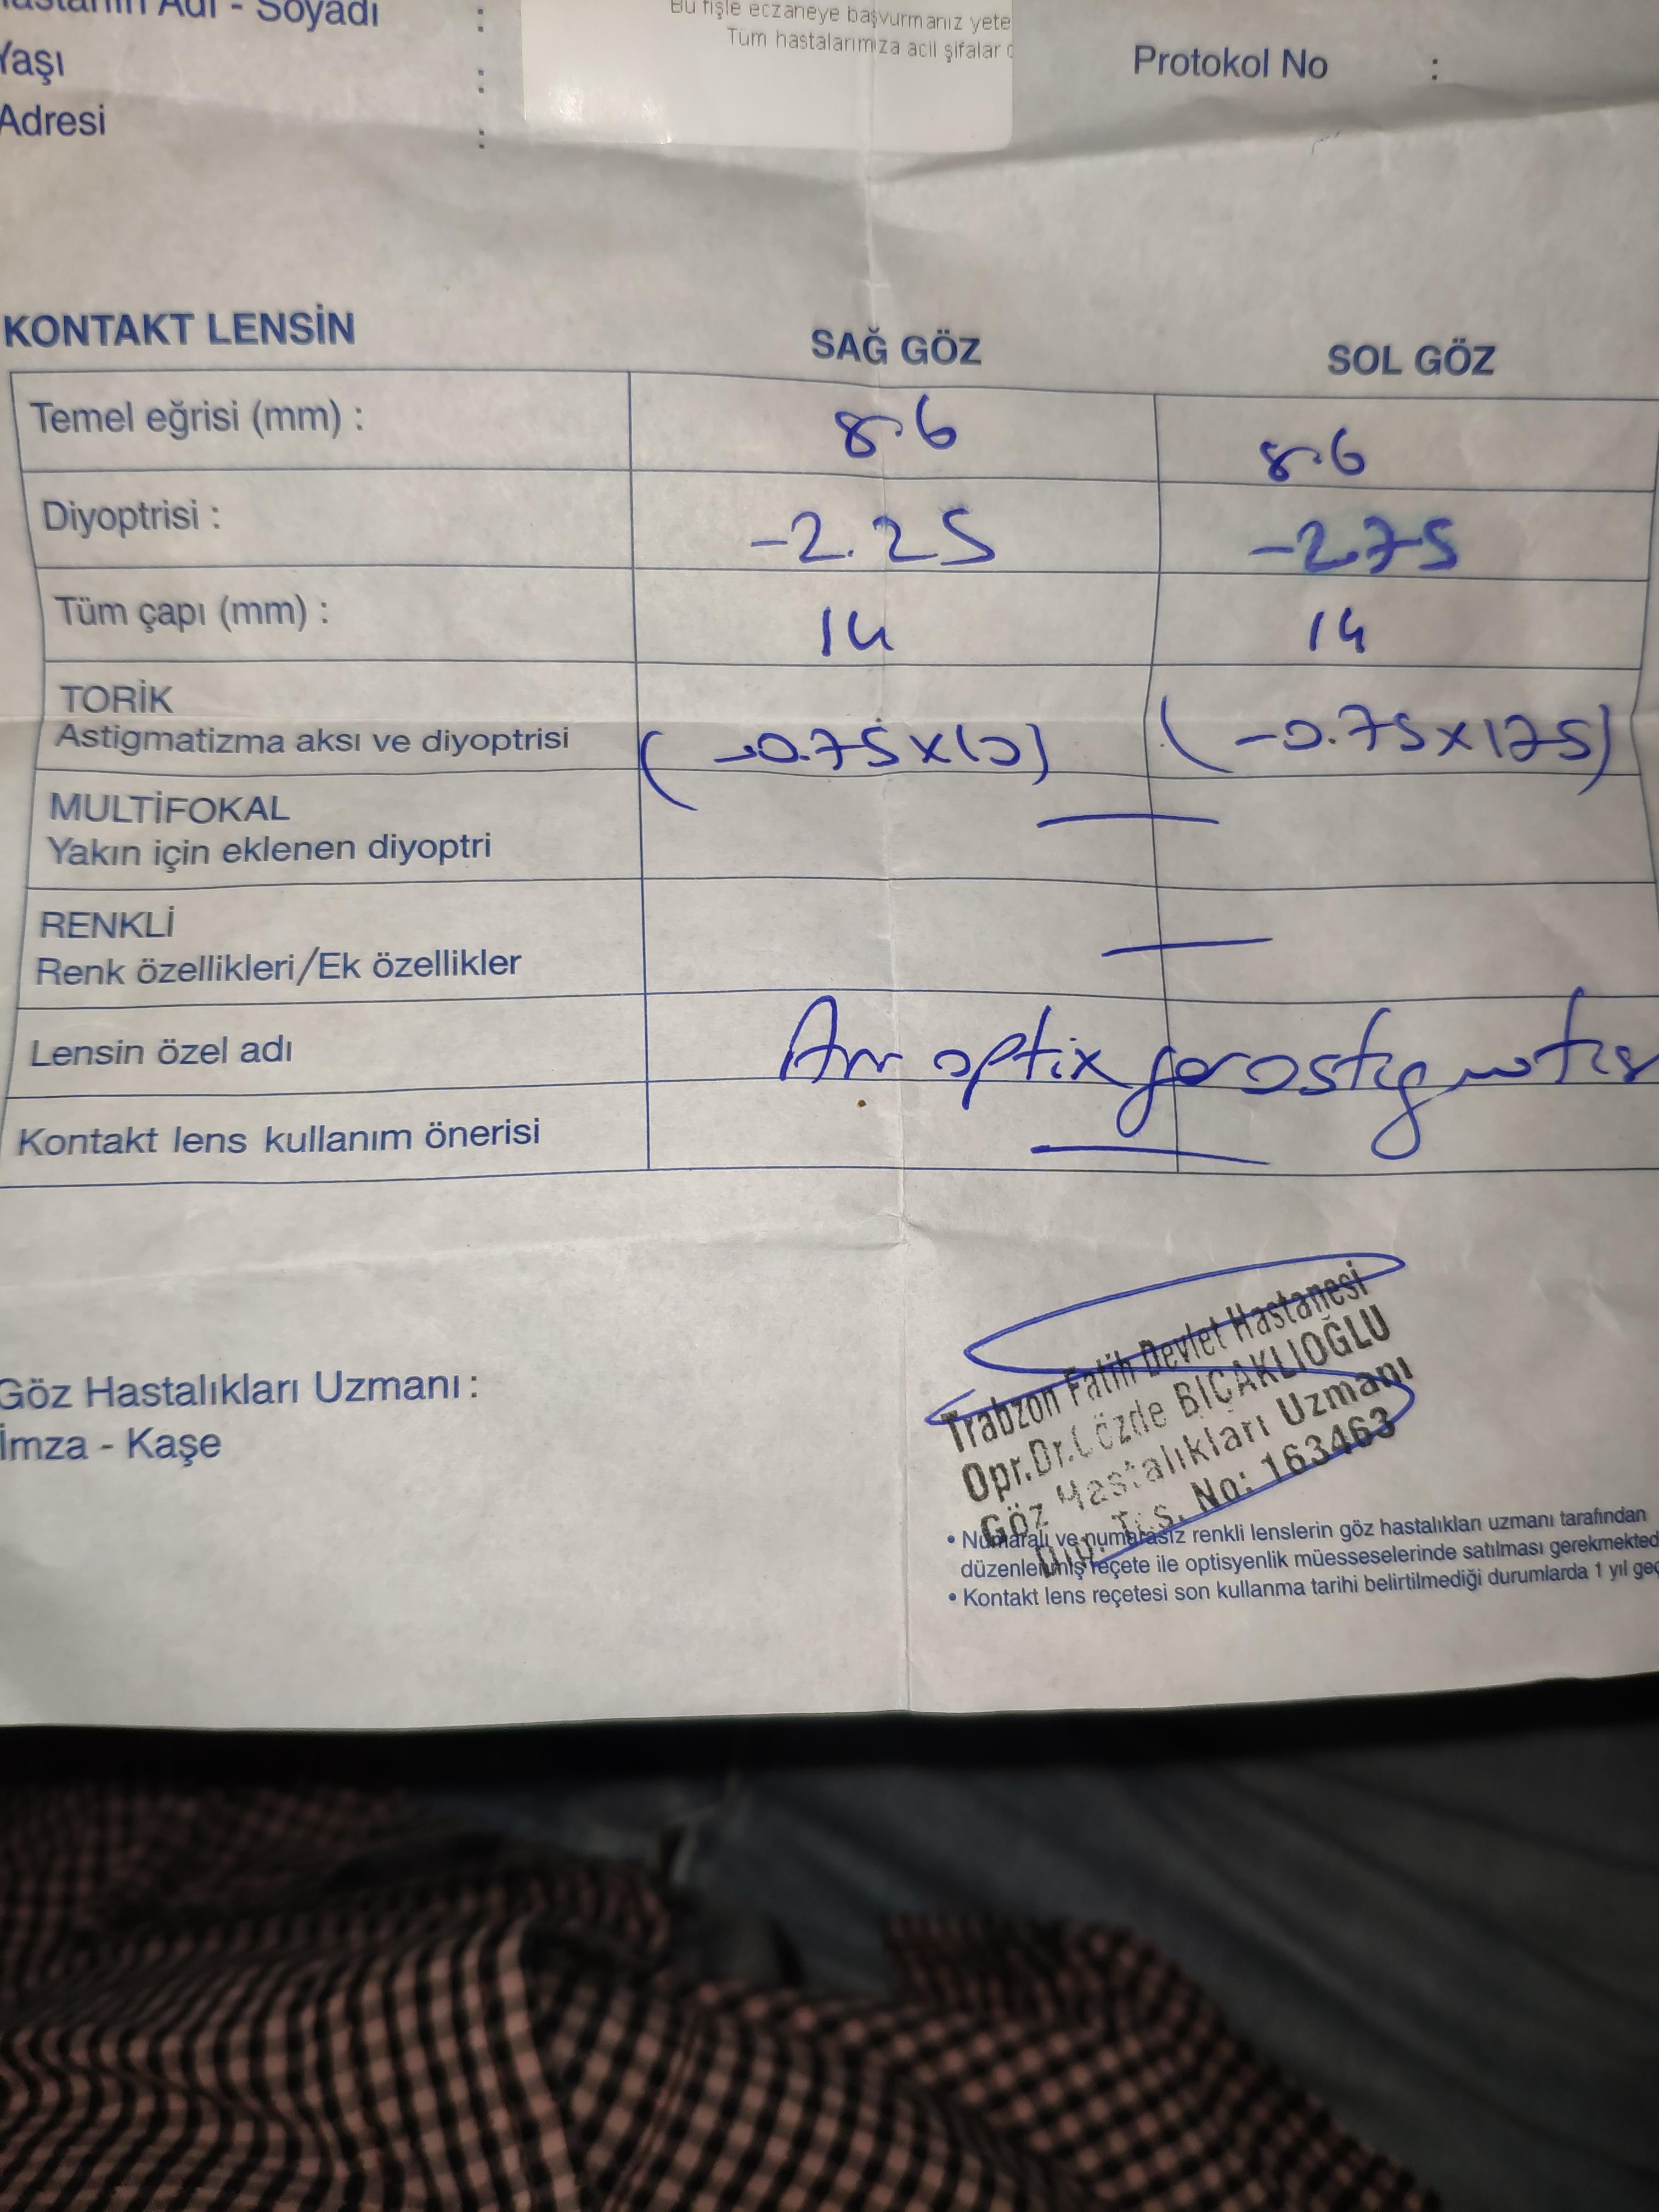 Hastanın Adı - Soyadı :
Bu fişle eczaneye başvurmanız yete
Tüm hastalarımıza acil şifalar d
Yaşı :
Protokol No :
Adresi :
KONTAKT LENSİN SAĞ GÖZ SOL GÖZ
Temel eğrisi (mm) : 8.6 8.6
Diyoptrisi : -2.25 -2.75
Tüm çapı (mm) : 14 14
TORİK
Astigmatizma aksı ve diyoptrisi (-0.75x10) (-0.75x175)
MULTİFOKAL
Yakın için eklenen diyoptri —
RENKLİ
Renk özellikleri/Ek özellikler —
Lensin özel adı Air optix for astigmatis
Kontakt lens kullanım önerisi —
Göz Hastalıkları Uzmanı :
İmza - Kaşe
Trabzon Fatih Devlet Hastanesi
Opr.Dr.Gözde BIÇAKLIOĞLU
Göz Hastalıkları Uzmanı
Dip. Tes. No: 163463
• Numaralı ve numarasız renkli lenslerin göz hastalıkları uzmanı tarafından
düzenlenmiş reçete ile optisyenlik müesseselerinde satılması gerekmekted
• Kontakt lens reçetesi son kullanma tarihi belirtilmediği durumlarda 1 yıl geç